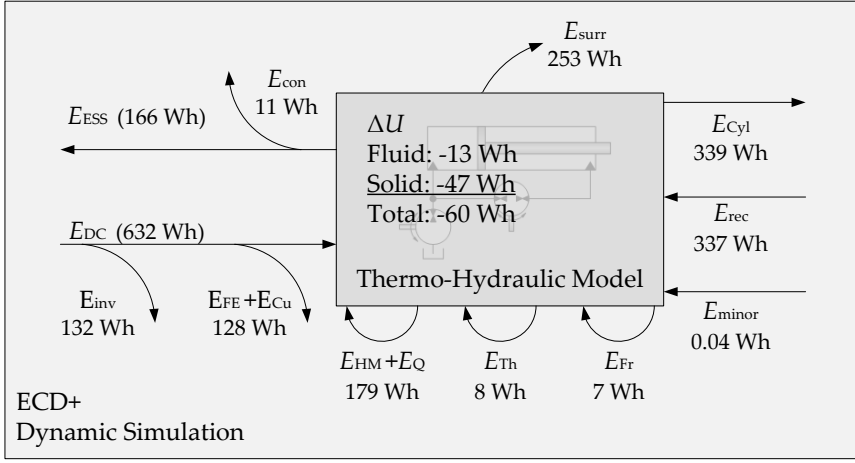 E_surr
253 Wh
E_con
11 Wh
E_ESS (166 Wh)
ΔU
Fluid: -13 Wh
Solid: -47 Wh
Total: -60 Wh
Thermo-Hydraulic Model
E_Cyl
339 Wh
E_rec
337 Wh
E_minor
0.04 Wh
E_DC (632 Wh)
E_inv
132 Wh
E_FE + E_Cu
128 Wh
E_HM + E_Q
179 Wh
E_Th
8 Wh
E_Fr
7 Wh
ECD+
Dynamic Simulation